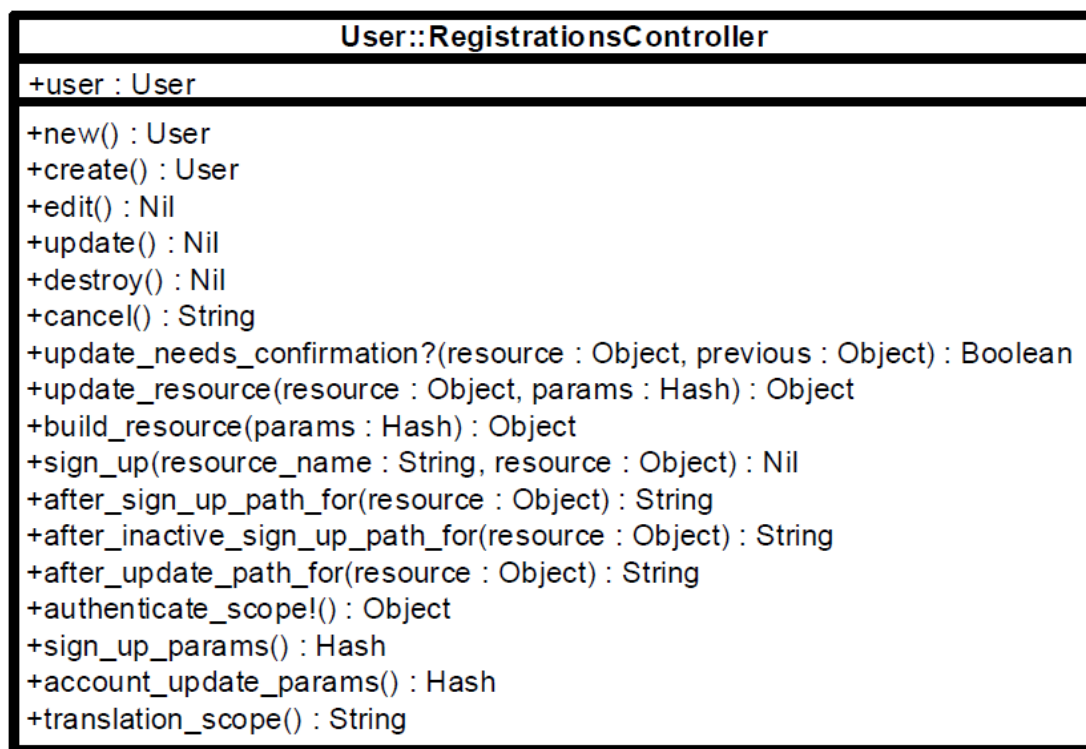 User::RegistrationsController
+user : User
+new() : User
+create() : User
+edit() : Nil
+update() : Nil
+destroy() : Nil
+cancel() : String
+update_needs_confirmation?(resource : Object, previous : Object) : Boolean
+update_resource(resource : Object, params : Hash) : Object
+build_resource(params : Hash) : Object
+sign_up(resource_name : String, resource : Object) : Nil
+after_sign_up_path_for(resource : Object) : String
+after_inactive_sign_up_path_for(resource : Object) : String
+after_update_path_for(resource : Object) : String
+authenticate_scope!() : Object
+sign_up_params() : Hash
+account_update_params() : Hash
+translation_scope() : String